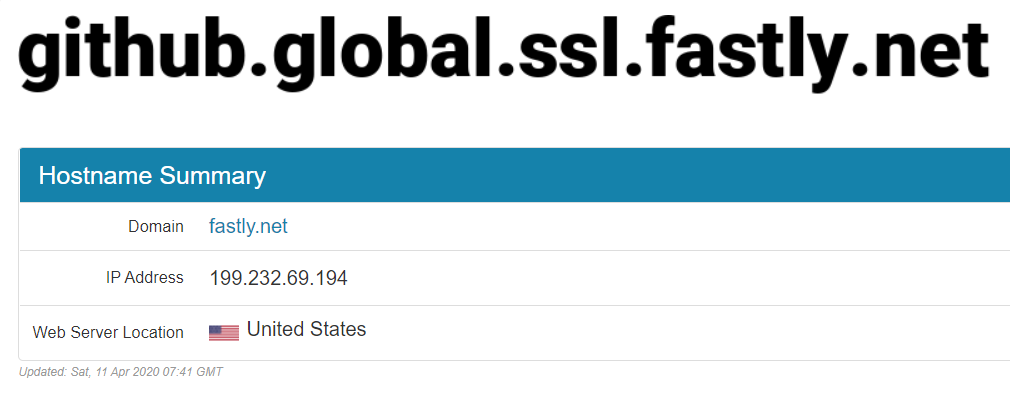 github.global.ssl.fastly.net
Hostname Summary
Domain fastly.net
IP Address 199.232.69.194
Web Server Location United States
Updated: Sat, 11 Apr 2020 07:41 GMT